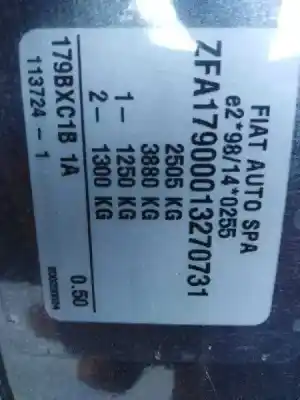 FIAT AUTO SPA
e2*98/14*0255
ZFA17900013270731
2505 KG
3880 KG
1- 1250 KG
2- 1300 KG
179BXC1B 1A 0.50
113724 - 1